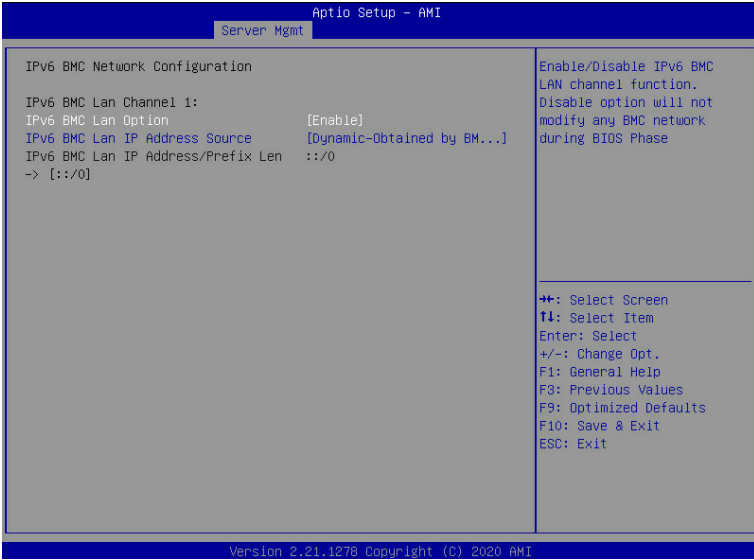 Aptio Setup – AMI
Server Mgmt
IPv6 BMC Network Configuration
IPv6 BMC Lan Channel 1:
IPv6 BMC Lan Option [Enable]
IPv6 BMC Lan IP Address Source [Dynamic-Obtained by BM...]
IPv6 BMC Lan IP Address/Prefix Len ::/0
-> [::/0]
Enable/Disable IPv6 BMC
LAN channel function.
Disable option will not
modify any BMC network
during BIOS Phase
→←: Select Screen
↑↓: Select Item
Enter: Select
+/-: Change Opt.
F1: General Help
F3: Previous Values
F9: Optimized Defaults
F10: Save & Exit
ESC: Exit
Version 2.21.1278 Copyright (C) 2020 AMI